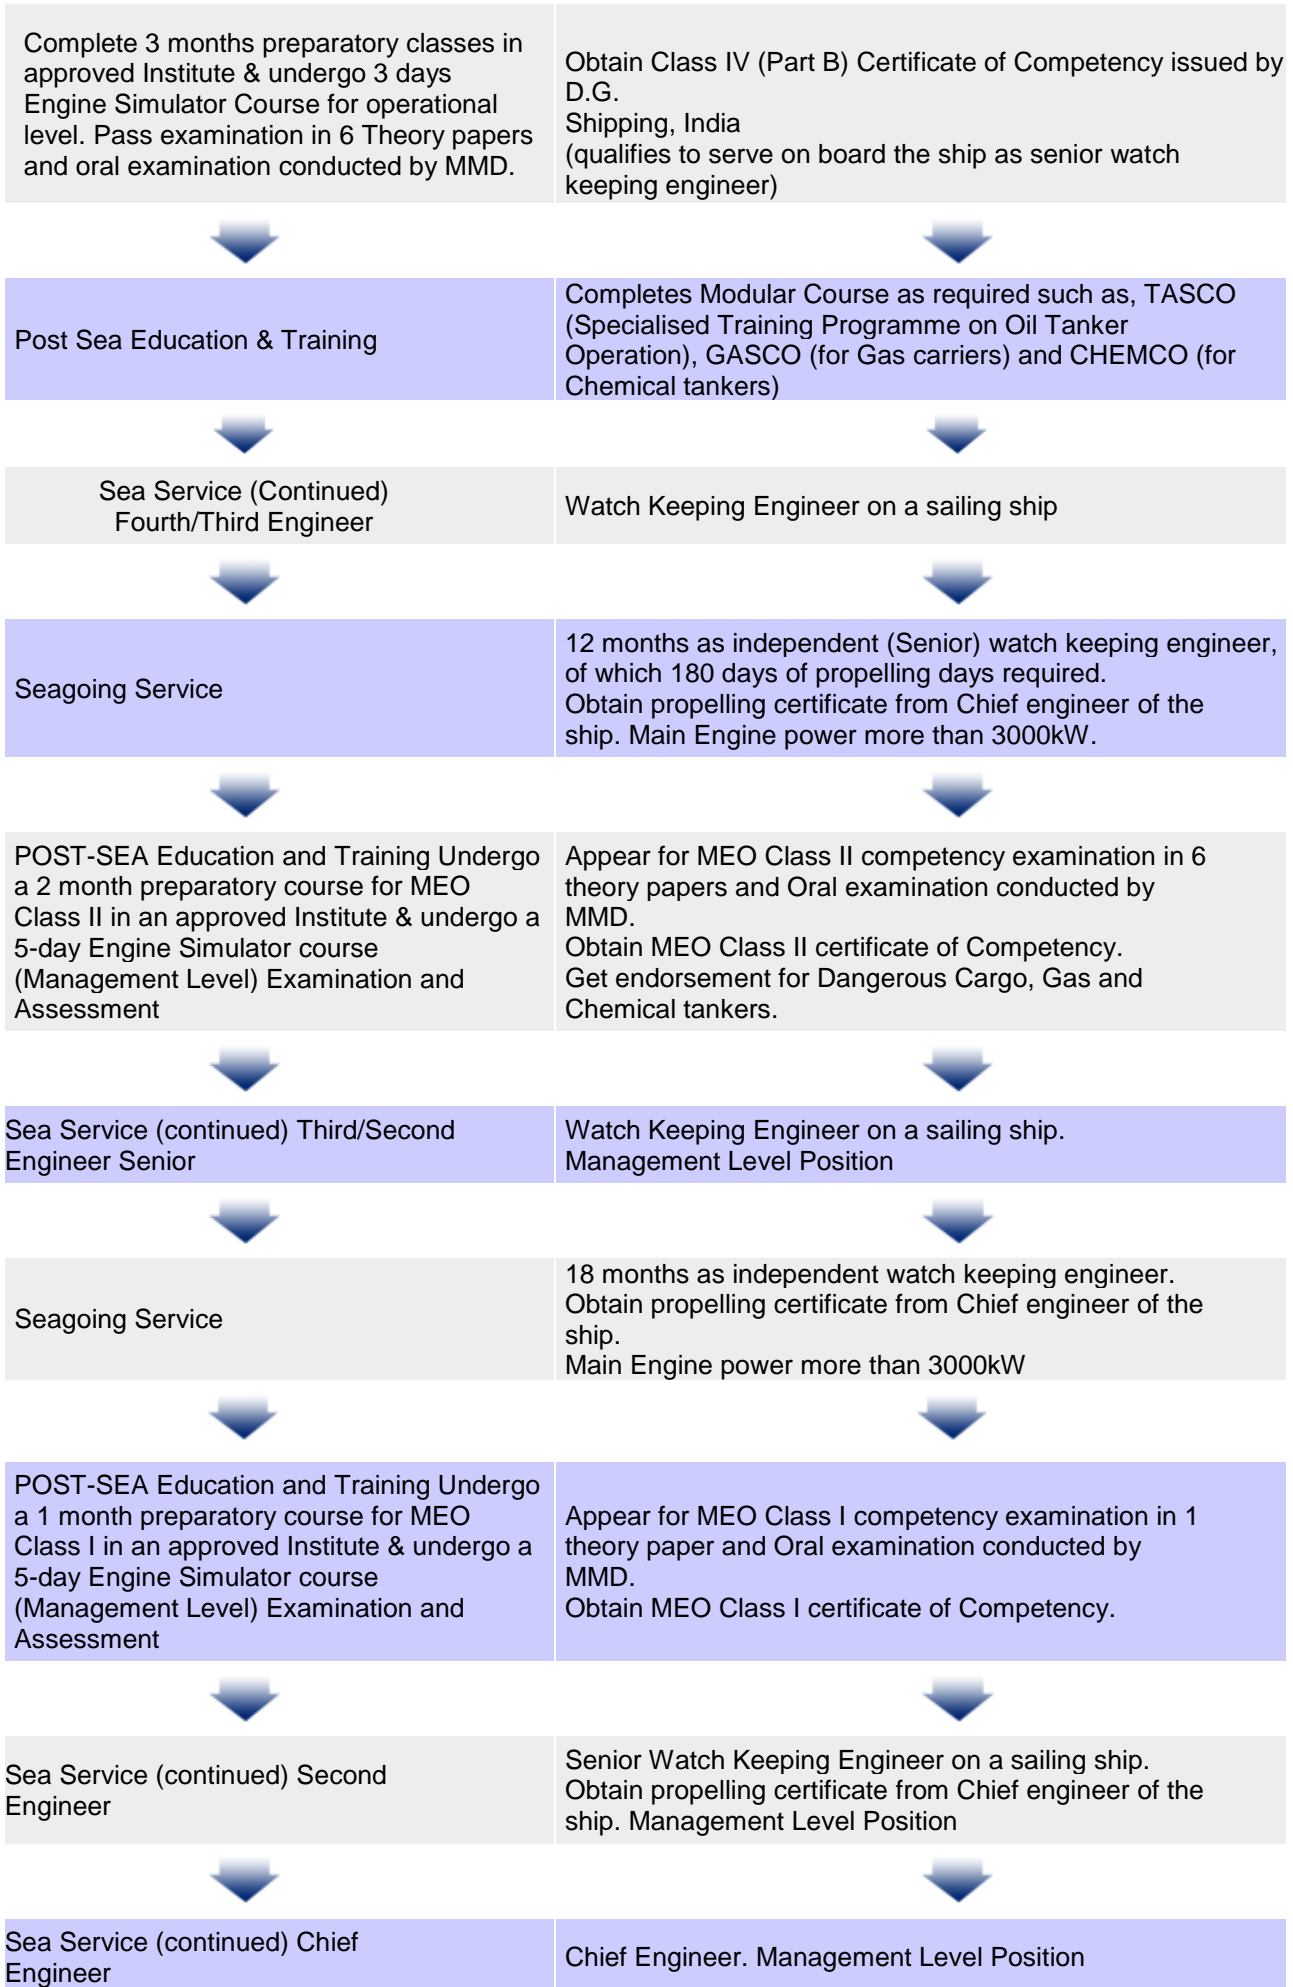 Complete 3 months preparatory classes in
approved Institute & undergo 3 days
Engine Simulator Course for operational
level. Pass examination in 6 Theory papers
and oral examination conducted by MMD.
Obtain Class IV (Part B) Certificate of Competency issued by
D.G.
Shipping, India
(qualifies to serve on board the ship as senior watch
keeping engineer)
Post Sea Education & Training
Completes Modular Course as required such as, TASCO
(Specialised Training Programme on Oil Tanker
Operation), GASCO (for Gas carriers) and CHEMCO (for
Chemical tankers)
Sea Service (Continued)
Fourth/Third Engineer
Watch Keeping Engineer on a sailing ship
Seagoing Service
12 months as independent (Senior) watch keeping engineer,
of which 180 days of propelling days required.
Obtain propelling certificate from Chief engineer of the
ship. Main Engine power more than 3000kW.
POST-SEA Education and Training Undergo
a 2 month preparatory course for MEO
Class II in an approved Institute & undergo a
5-day Engine Simulator course
(Management Level) Examination and
Assessment
Appear for MEO Class II competency examination in 6
theory papers and Oral examination conducted by
MMD.
Obtain MEO Class II certificate of Competency.
Get endorsement for Dangerous Cargo, Gas and
Chemical tankers.
Sea Service (continued) Third/Second
Engineer Senior
Watch Keeping Engineer on a sailing ship.
Management Level Position
Seagoing Service
18 months as independent watch keeping engineer.
Obtain propelling certificate from Chief engineer of the
ship.
Main Engine power more than 3000kW
POST-SEA Education and Training Undergo
a 1 month preparatory course for MEO
Class I in an approved Institute & undergo a
5-day Engine Simulator course
(Management Level) Examination and
Assessment
Appear for MEO Class I competency examination in 1
theory paper and Oral examination conducted by
MMD.
Obtain MEO Class I certificate of Competency.
Sea Service (continued) Second
Engineer
Senior Watch Keeping Engineer on a sailing ship.
Obtain propelling certificate from Chief engineer of the
ship. Management Level Position
Sea Service (continued) Chief
Engineer
Chief Engineer. Management Level Position